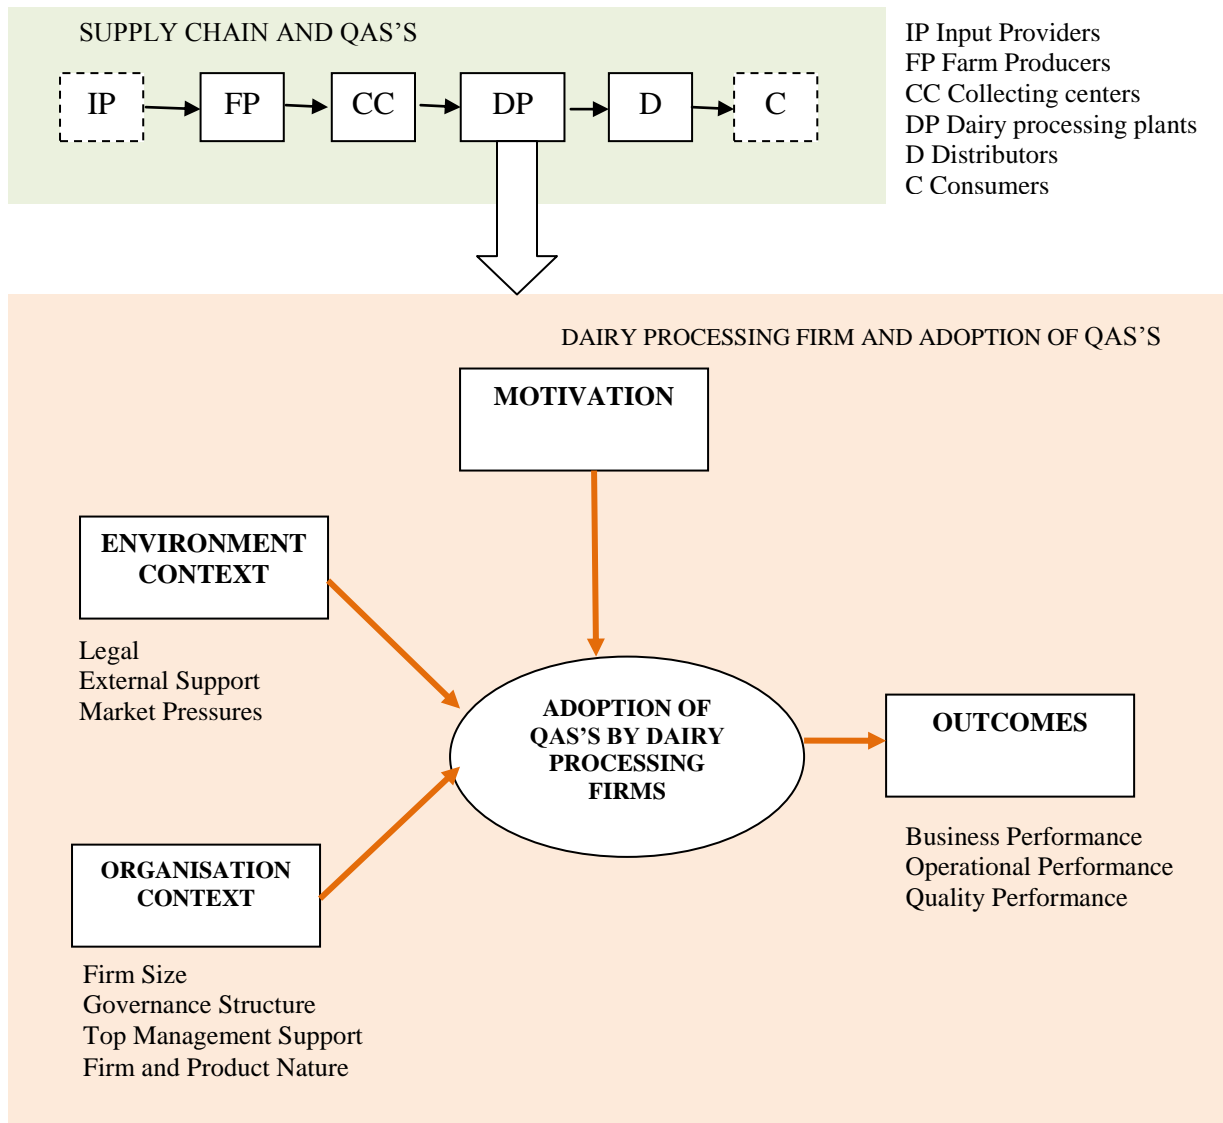 SUPPLY CHAIN AND QAS’S
IP
FP
CC
DP
D
C
IP Input Providers
FP Farm Producers
CC Collecting centers
DP Dairy processing plants
D Distributors
C Consumers
DAIRY PROCESSING FIRM AND ADOPTION OF QAS’S
MOTIVATION
ENVIRONMENT
CONTEXT
Legal
External Support
Market Pressures
ADOPTION OF
QAS’S BY DAIRY
PROCESSING
FIRMS
OUTCOMES
Business Performance
Operational Performance
Quality Performance
ORGANISATION
CONTEXT
Firm Size
Governance Structure
Top Management Support
Firm and Product Nature